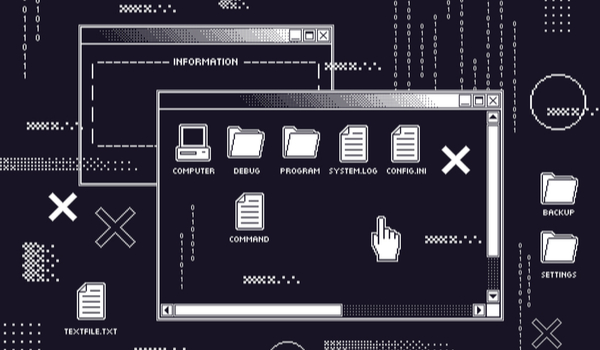 INFORMATION
COMPUTER
DEBUG
PROGRAM
SYSTEM.LOG
CONFIG.INI
COMMAND
BACKUP
SETTINGS
TEXTFILE.TXT